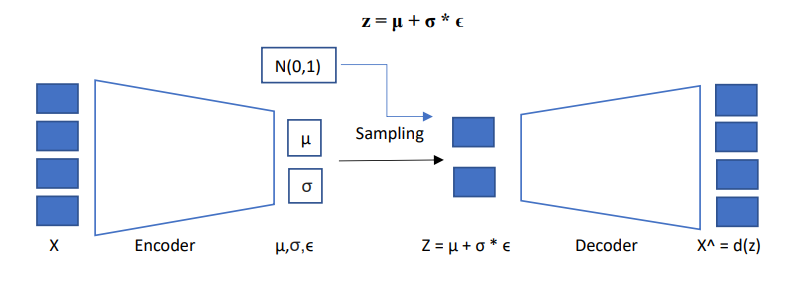 z = μ + σ * ϵ
N(0,1)
μ
Sampling
σ
X
Encoder
μ,σ,ϵ
Z = μ + σ * ϵ
Decoder
X^ = d(z)